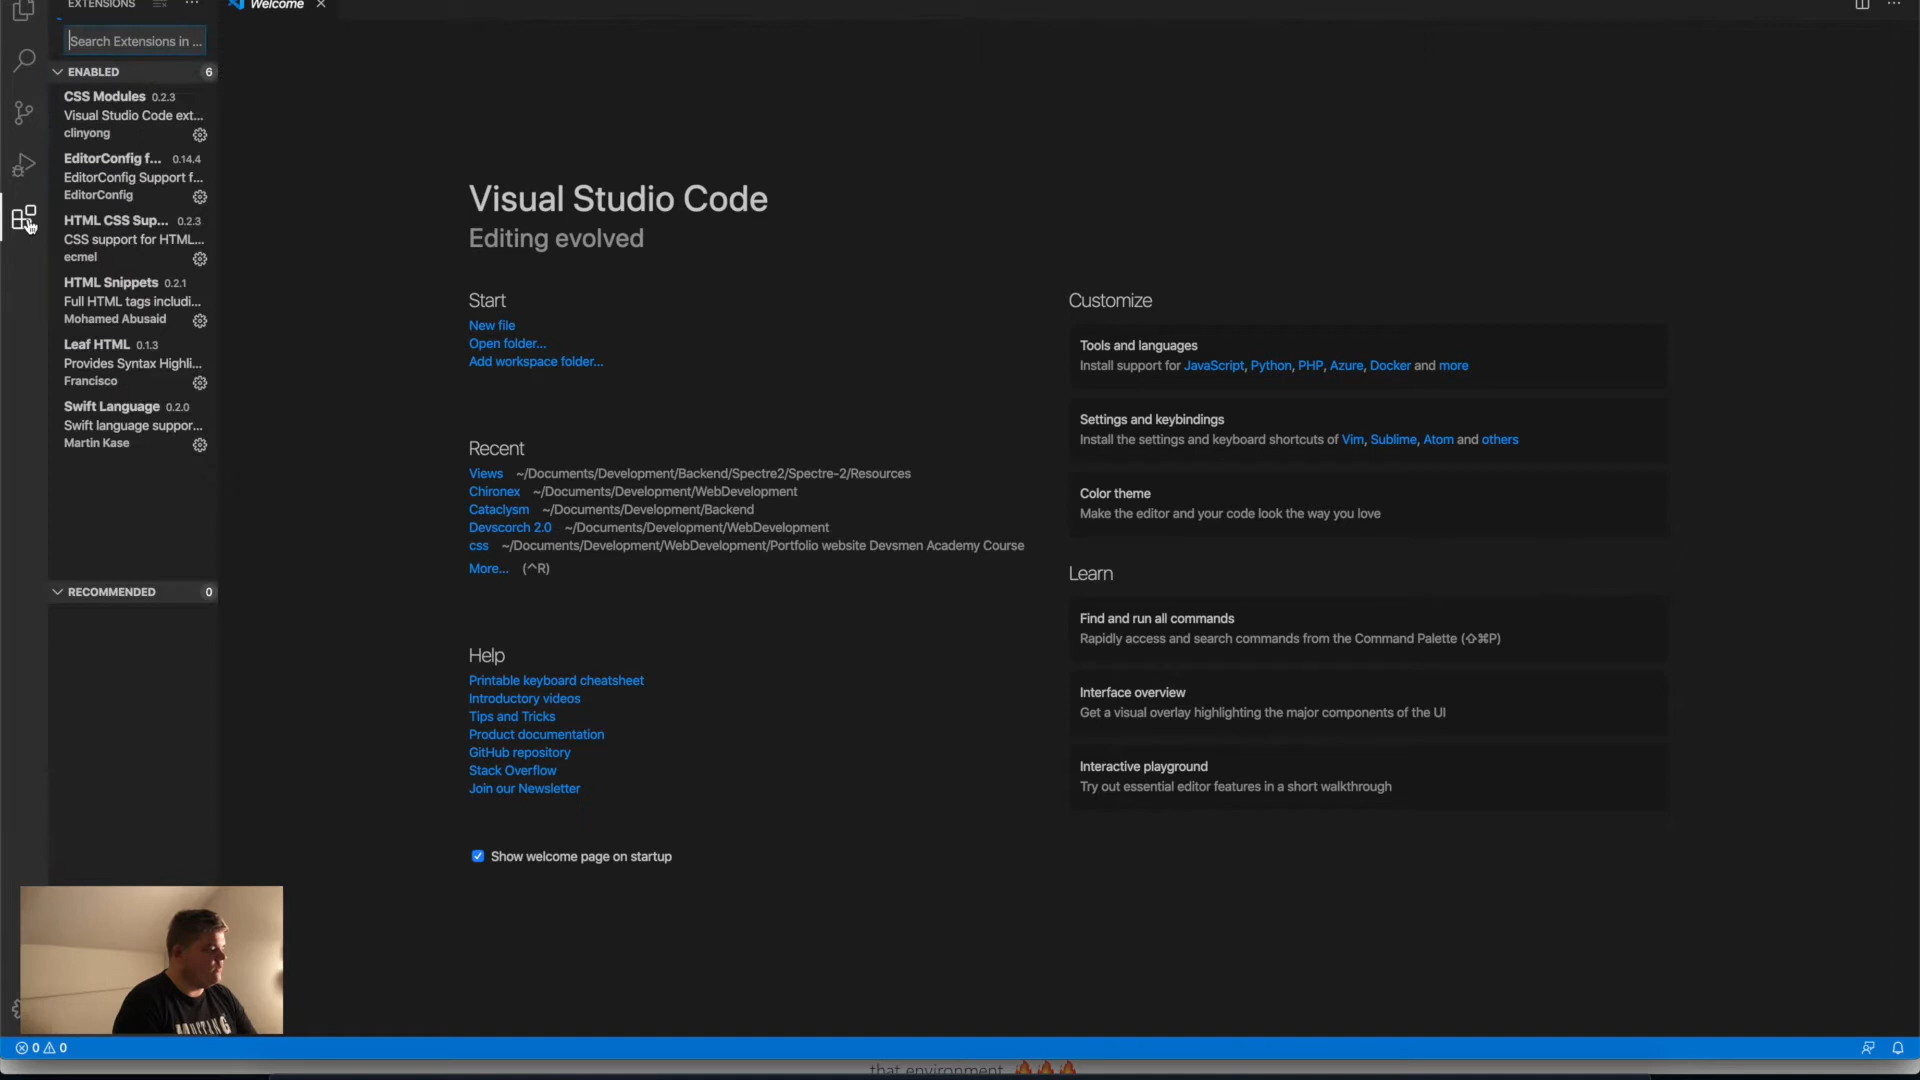 EXTENSIONS
Welcome
Search Extensions in ...
ENABLED 6
CSS Modules 0.2.3
Visual Studio Code ext...
clinyong
EditorConfig f... 0.14.4
EditorConfig Support f...
EditorConfig
HTML CSS Sup... 0.2.3
CSS support for HTML...
ecmel
HTML Snippets 0.2.1
Full HTML tags includi...
Mohamed Abusaid
Leaf HTML 0.1.3
Provides Syntax Highli...
Francisco
Swift Language 0.2.0
Swift language suppor...
Martin Kase
RECOMMENDED 0
Visual Studio Code
Editing evolved
Start
New file
Open folder...
Add workspace folder...
Recent
Views ~/Documents/Development/Backend/Spectre2/Spectre-2/Resources
Chironex ~/Documents/Development/WebDevelopment
Cataclysm ~/Documents/Development/Backend
Devscorch 2.0 ~/Documents/Development/WebDevelopment
css ~/Documents/Development/WebDevelopment/Portfolio website Devsmen Academy Course
More... (^R)
Help
Printable keyboard cheatsheet
Introductory videos
Tips and Tricks
Product documentation
GitHub repository
Stack Overflow
Join our Newsletter
Show welcome page on startup
Customize
Tools and languages
Install support for JavaScript, Python, PHP, Azure, Docker and more
Settings and keybindings
Install the settings and keyboard shortcuts of Vim, Sublime, Atom and others
Color theme
Make the editor and your code look the way you love
Learn
Find and run all commands
Rapidly access and search commands from the Command Palette (⇧⌘P)
Interface overview
Get a visual overlay highlighting the major components of the UI
Interactive playground
Try out essential editor features in a short walkthrough
0 0
that environment